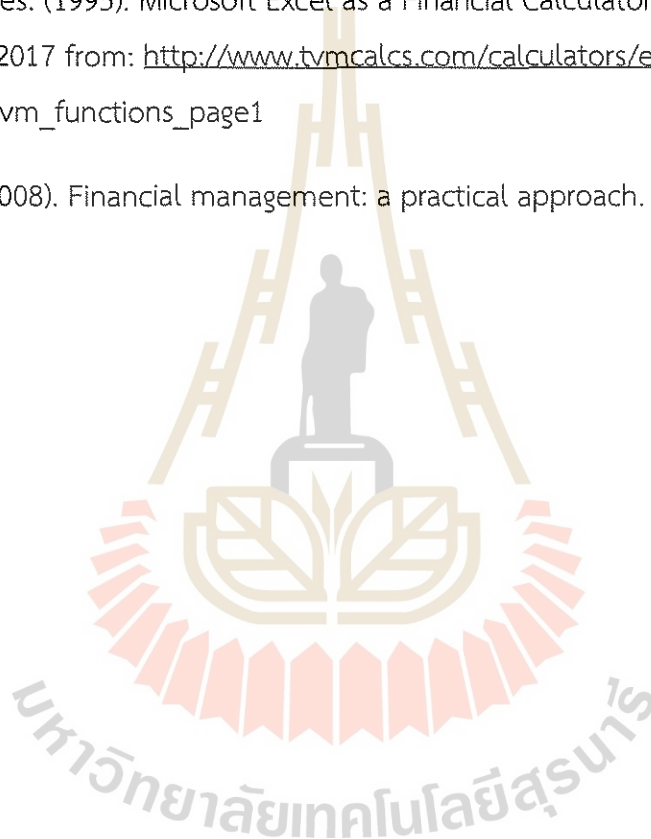 es. (1995). Microsoft Excel as a Financial Calculator
2017 from: http://www.tvmcalcs.com/calculators/e
vm_functions_page1
008). Financial management: a practical approach.
มหาวิทยาลัยเทคโนโลยีสุรนารี